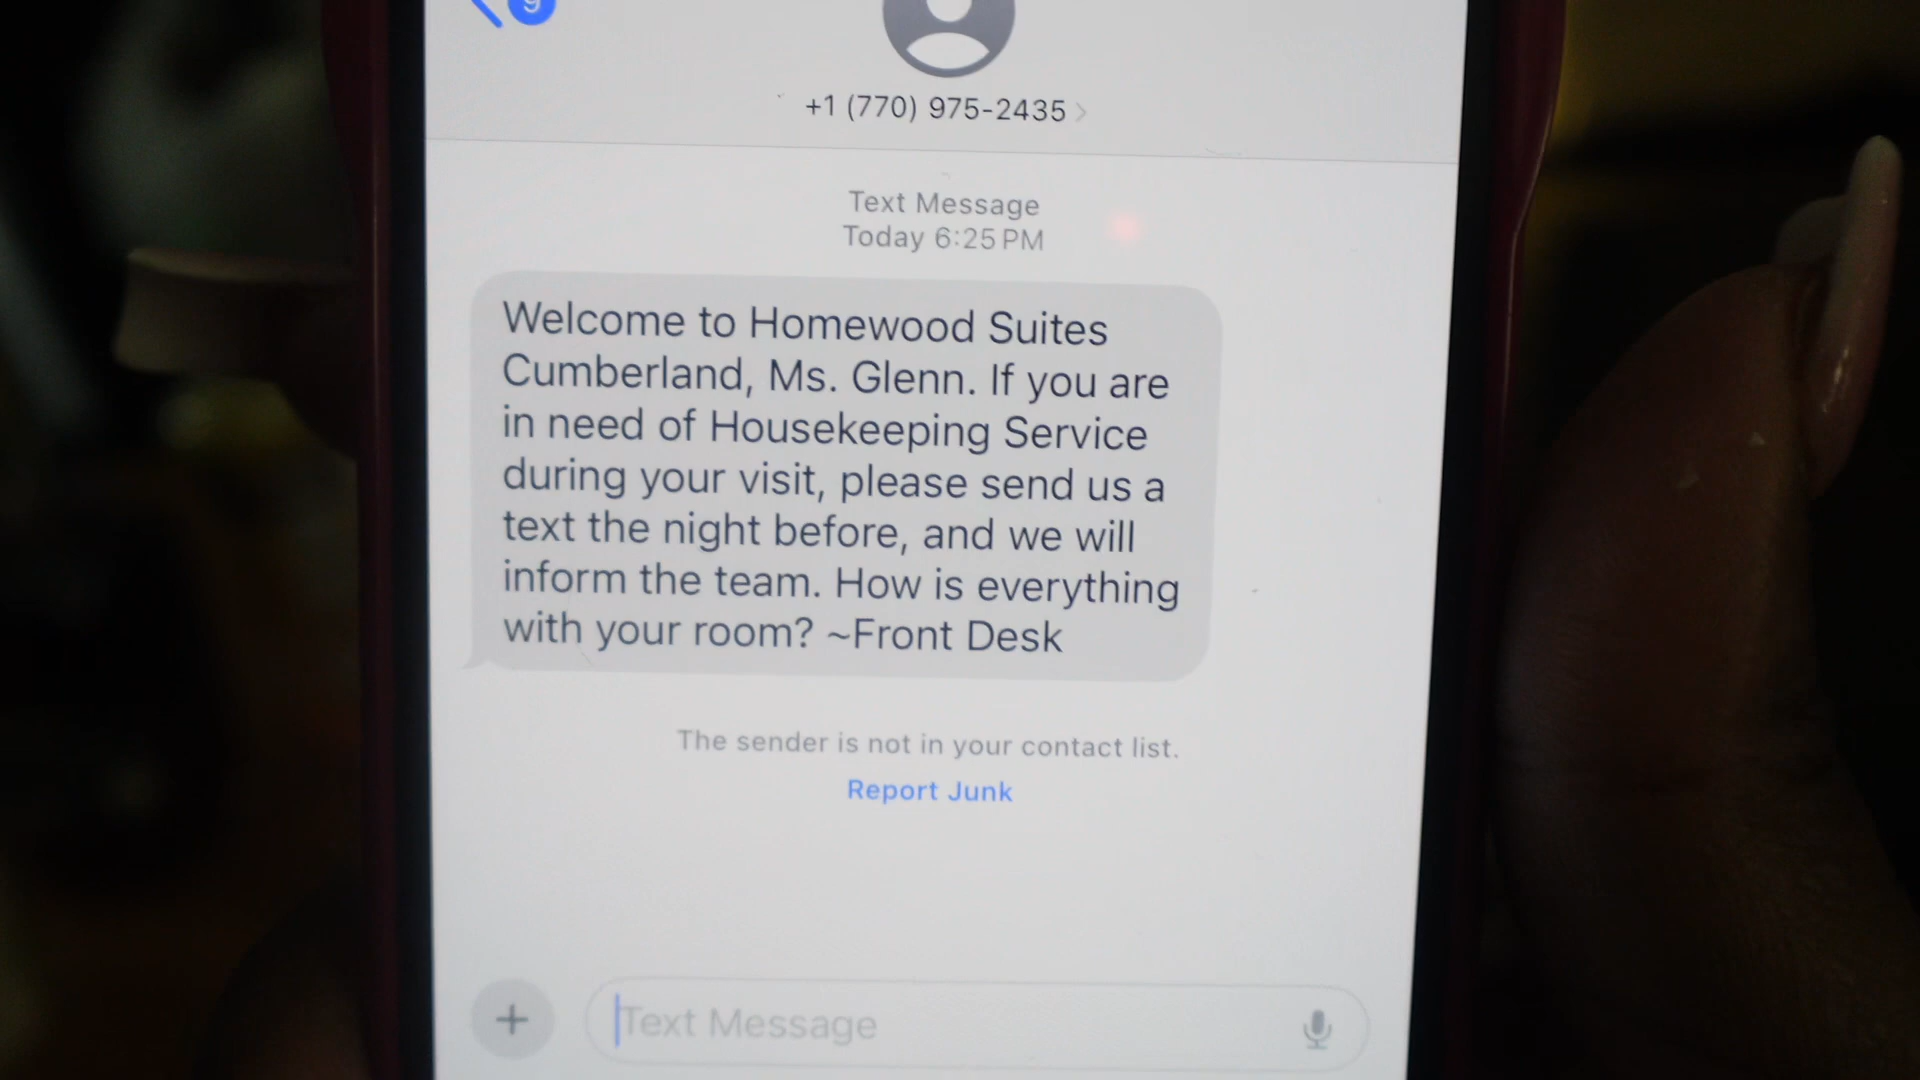 9
+1 (770) 975-2435
Text Message
Today 6:25 PM
Welcome to Homewood Suites
Cumberland, Ms. Glenn. If you are
in need of Housekeeping Service
during your visit, please send us a
text the night before, and we will
inform the team. How is everything
with your room? ~Front Desk
The sender is not in your contact list.
Report Junk
Text Message